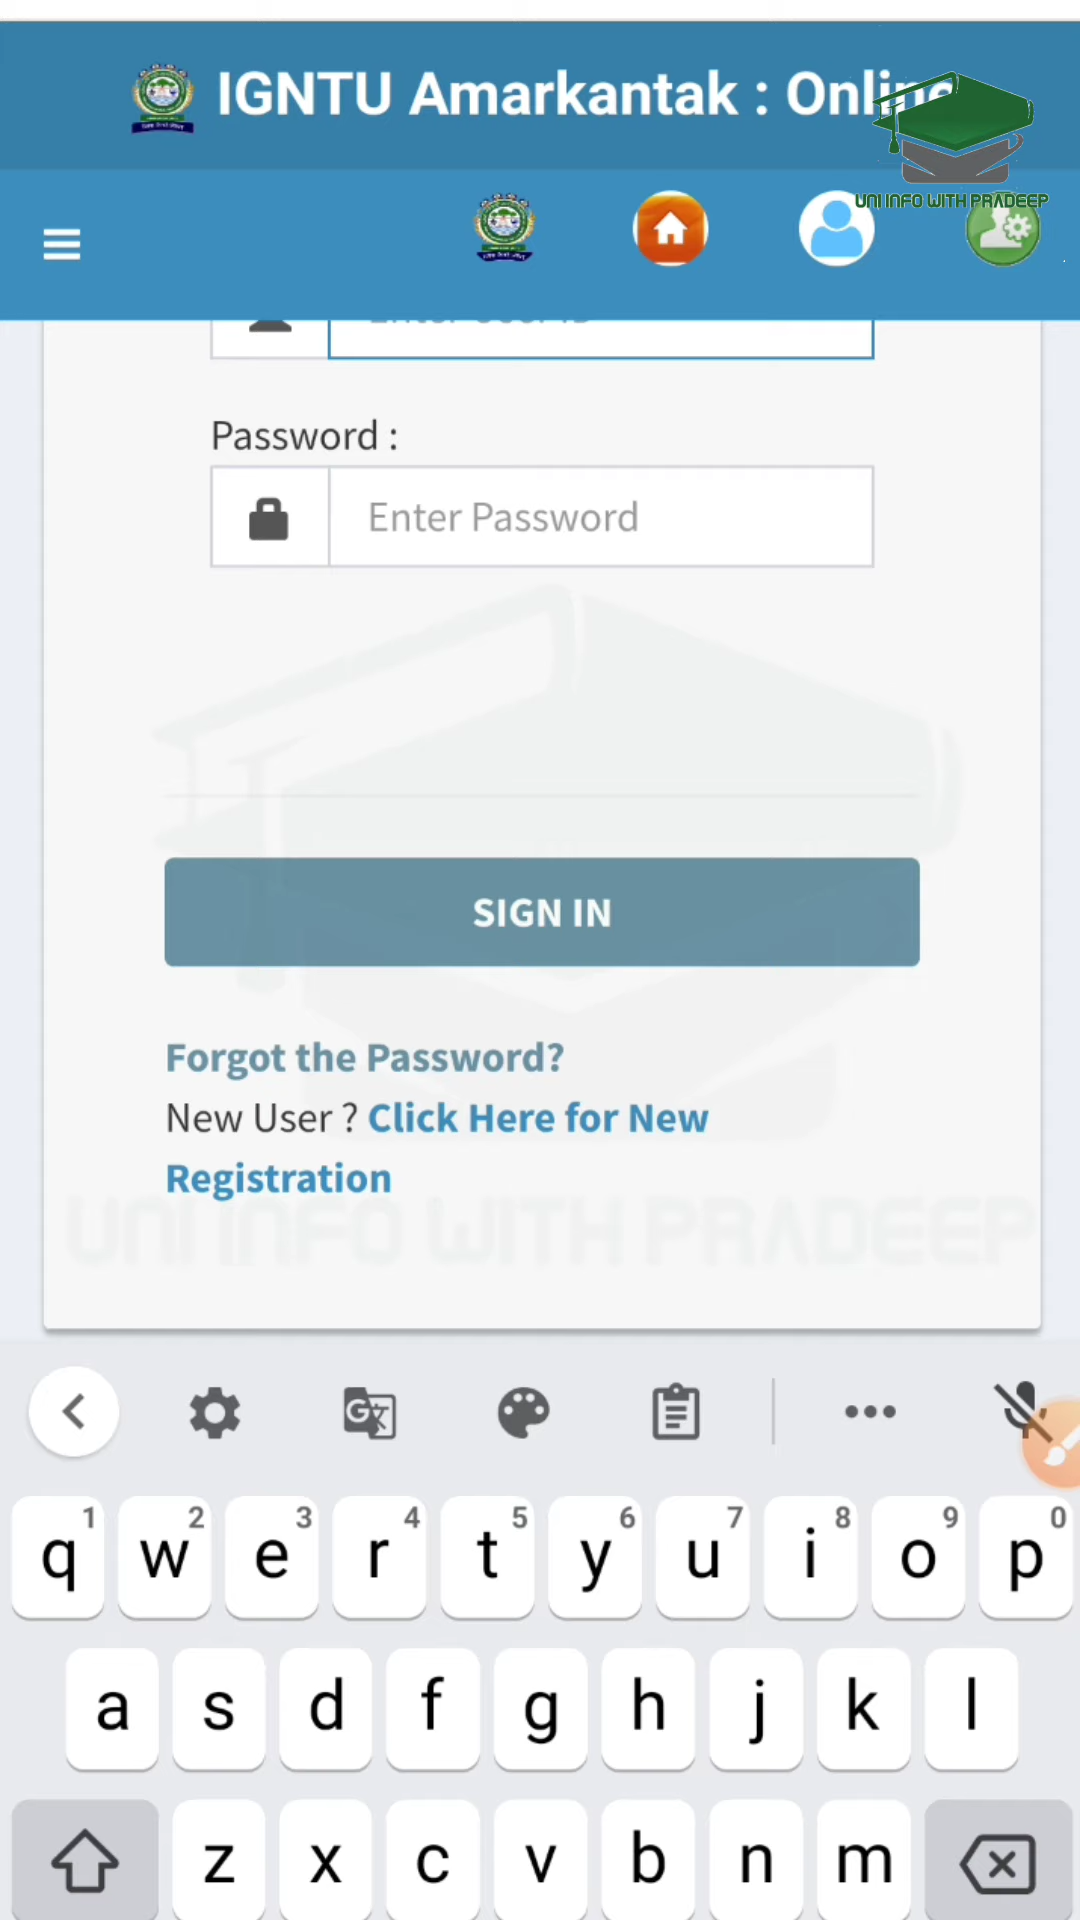 IGNTU Amarkantak : Online
UNI INFO WITH PRADEEP
Password :
Enter Password
SIGN IN
Forgot the Password?
New User ? Click Here for New
Registration
UNI INFO WITH PRADEEP
1 2 3 4 5 6 7 8 9 0
q w e r t y u i o p
a s d f g h j k l
z x c v b n m